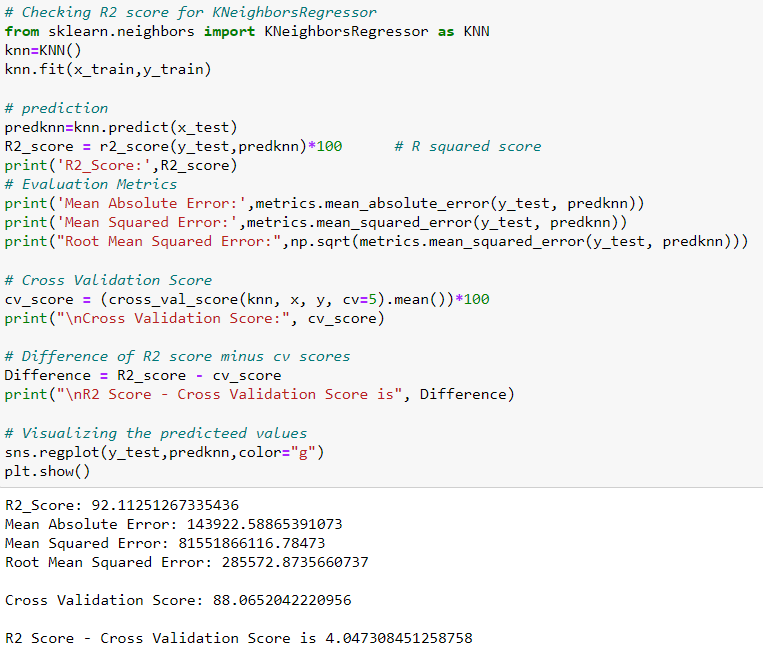 # Checking R2 score for KNeighborsRegressor
from sklearn.neighbors import KNeighborsRegressor as KNN
knn=KNN()
knn.fit(x_train,y_train)

# prediction
predknn=knn.predict(x_test)
R2_score = r2_score(y_test,predknn)*100      # R squared score
print('R2_Score:',R2_score)
# Evaluation Metrics
print('Mean Absolute Error:',metrics.mean_absolute_error(y_test, predknn))
print('Mean Squared Error:',metrics.mean_squared_error(y_test, predknn))
print("Root Mean Squared Error:",np.sqrt(metrics.mean_squared_error(y_test, predknn)))

# Cross Validation Score
cv_score = (cross_val_score(knn, x, y, cv=5).mean())*100
print("\nCross Validation Score:", cv_score)

# Difference of R2 score minus cv scores
Difference = R2_score - cv_score
print("\nR2 Score - Cross Validation Score is", Difference)

# Visualizing the predicteed values
sns.regplot(y_test,predknn,color="g")
plt.show()

R2_Score: 92.11251267335436
Mean Absolute Error: 143922.58865391073
Mean Squared Error: 81551866116.78473
Root Mean Squared Error: 285572.8735660737

Cross Validation Score: 88.0652042220956

R2 Score - Cross Validation Score is 4.047308451258758